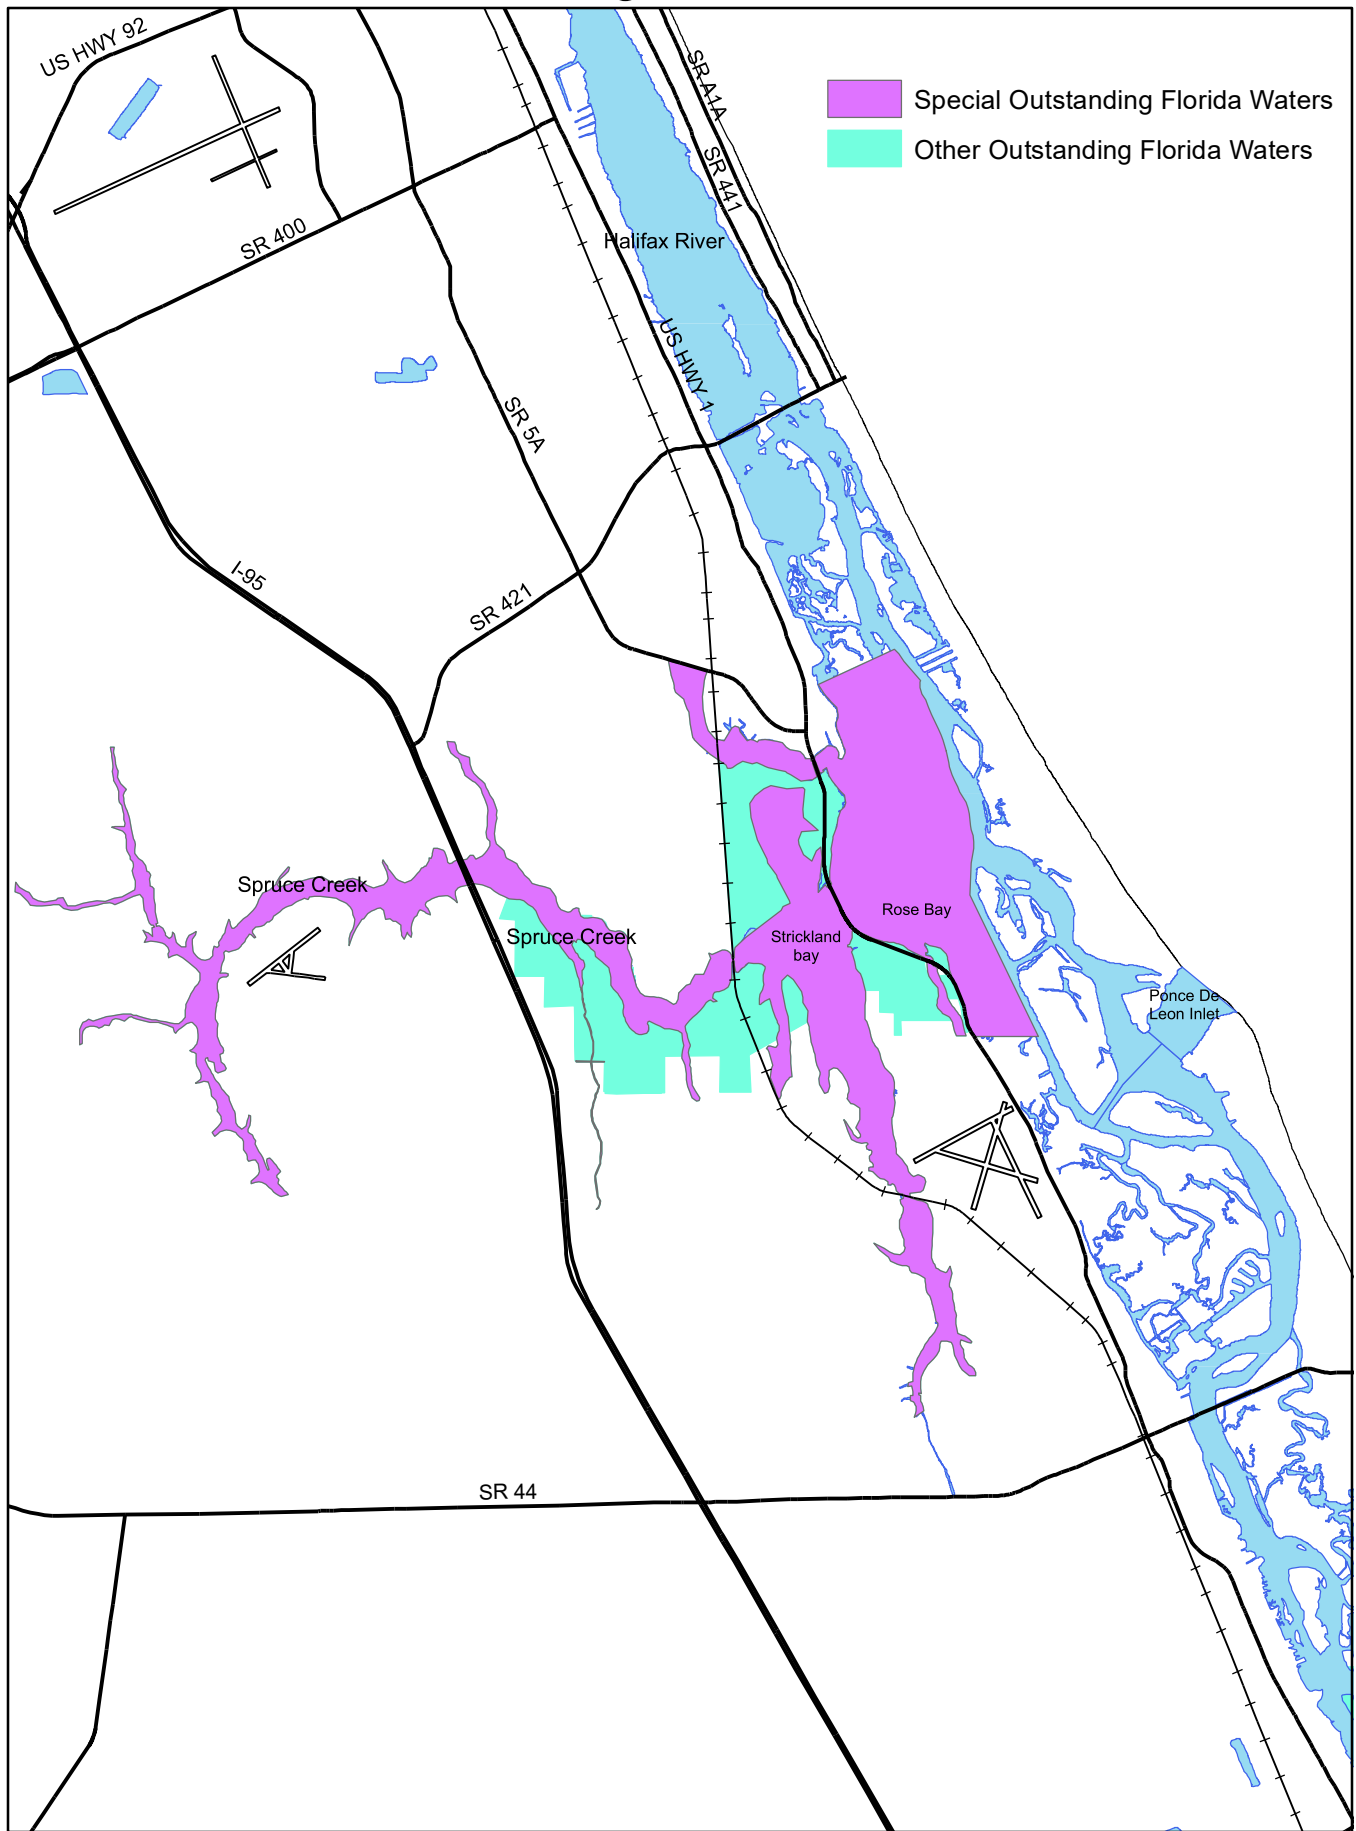 US HWY 92
SR A1A
Special Outstanding Florida Waters
Other Outstanding Florida Waters
SR 441
SR 400
Halifax River
US HWY 1
SR 5A
I-95
SR 421
Spruce Creek
Rose Bay
Spruce Creek
Strickland
bay
Ponce De
Leon Inlet
SR 44